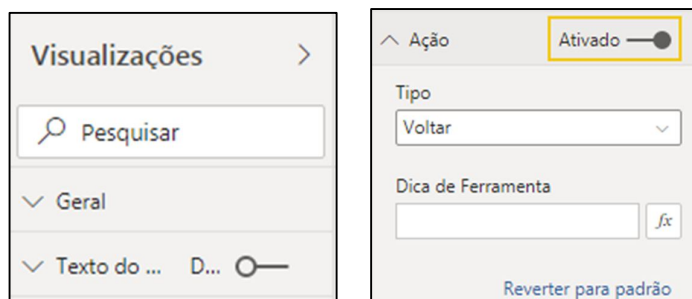 Visualizações
Pesquisar
Geral
Texto do ... D...
Ação Ativado
Tipo
Voltar
Dica de Ferramenta
fx
Reverter para padrão